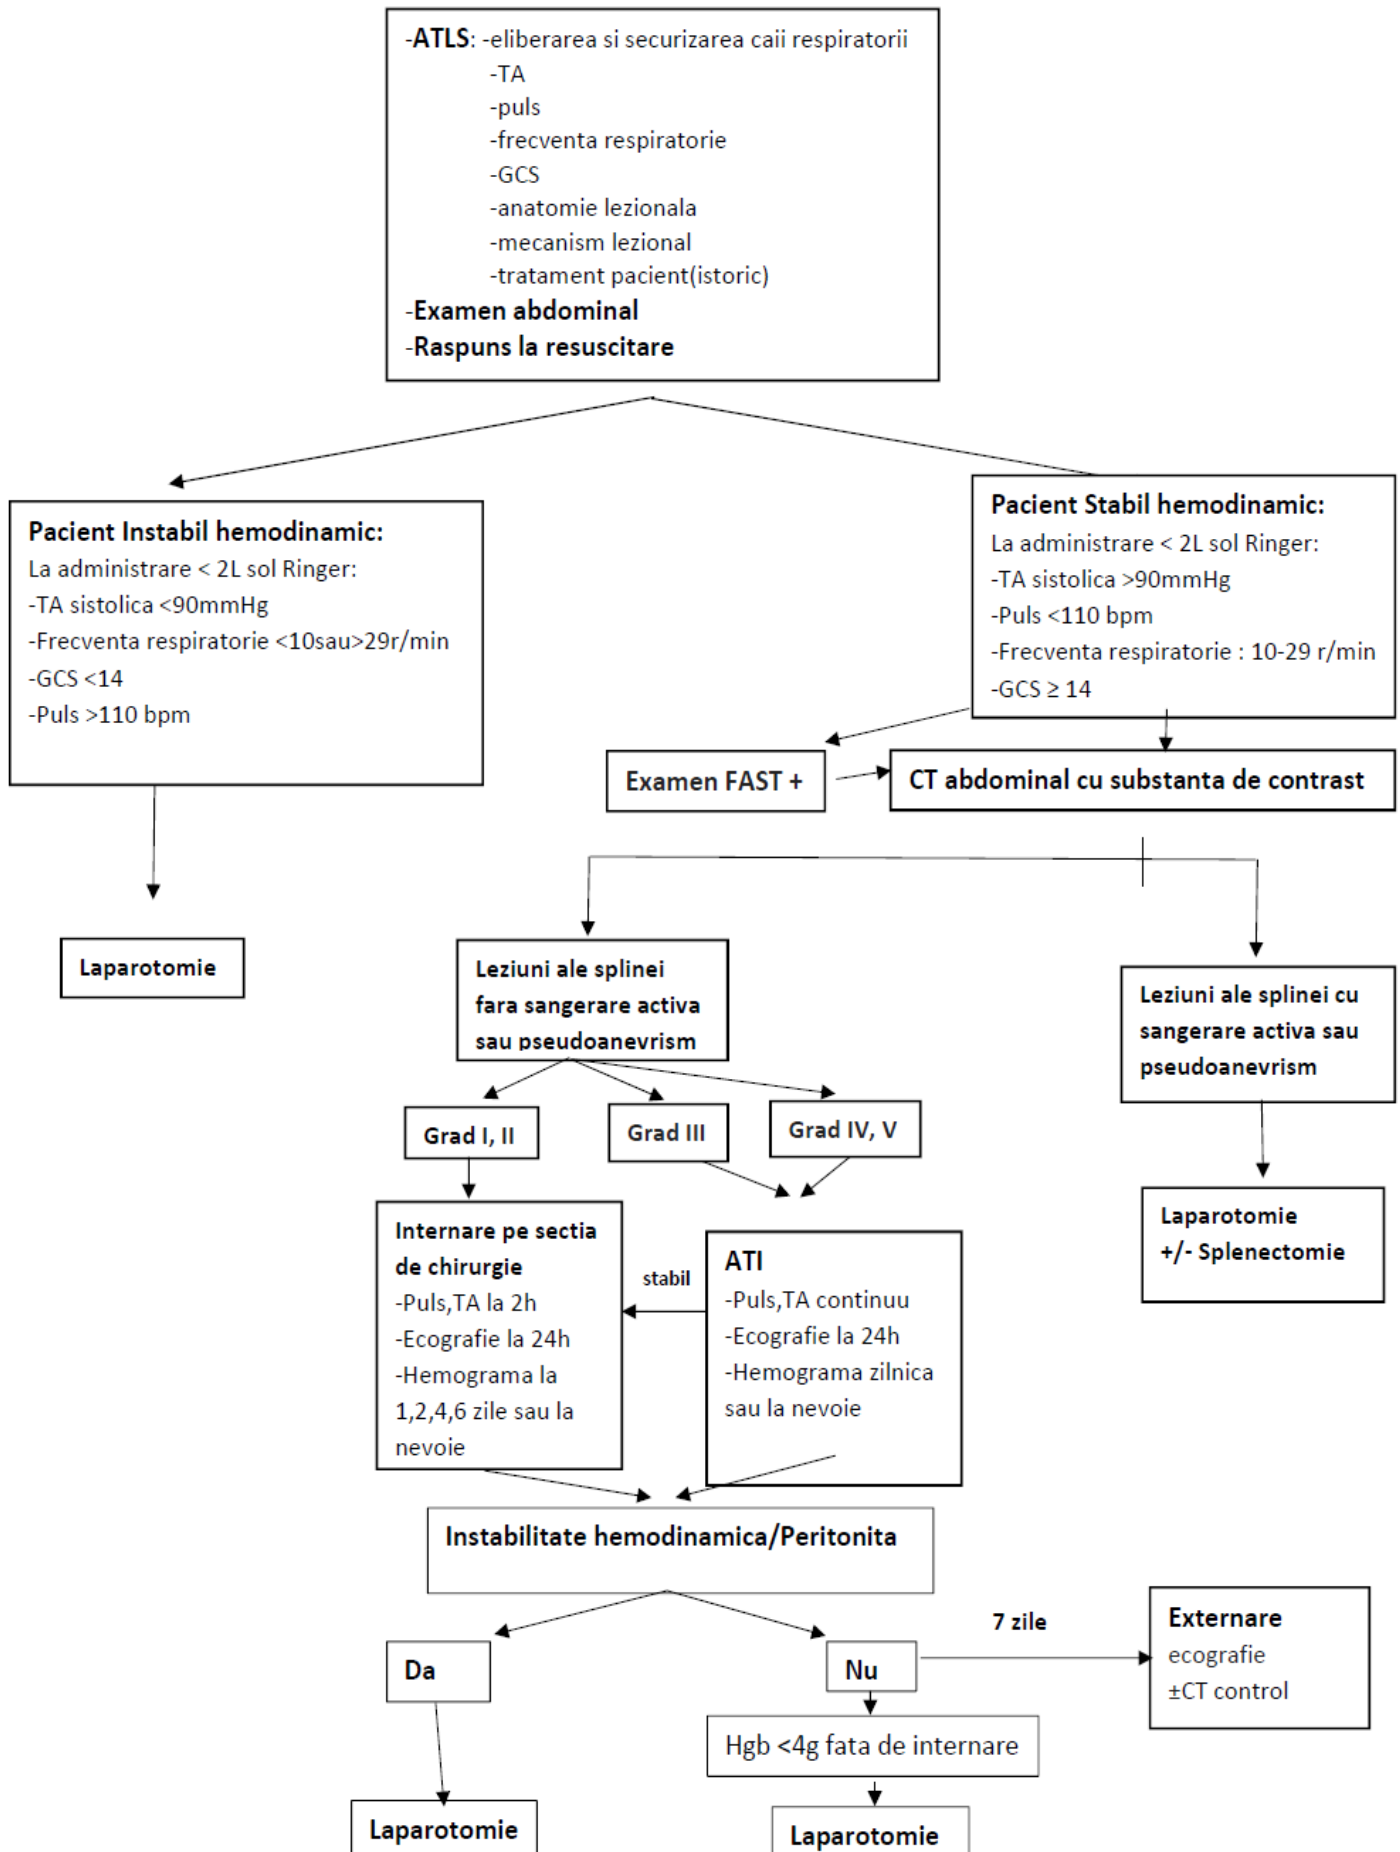 -ATLS: -eliberarea si securizarea caii respiratorii
-TA
-puls
-frecventa respiratorie
-GCS
-anatomie lezionala
-mecanism lezional
-tratament pacient(istoric)
-Examen abdominal
-Raspuns la resuscitare
Pacient Instabil hemodinamic:
La administrare < 2L sol Ringer:
-TA sistolica <90mmHg
-Frecventa respiratorie <10sau>29r/min
-GCS <14
-Puls >110 bpm
Pacient Stabil hemodinamic:
La administrare < 2L sol Ringer:
-TA sistolica >90mmHg
-Puls <110 bpm
-Frecventa respiratorie : 10-29 r/min
-GCS ≥ 14
Examen FAST +
CT abdominal cu substanta de contrast
Laparotomie
Leziuni ale splinei
fara sangerare activa
sau pseudoanevrism
Leziuni ale splinei cu
sangerare activa sau
pseudoanevrism
Grad I, II
Grad III
Grad IV, V
Internare pe sectia
de chirurgie
-Puls,TA la 2h
-Ecografie la 24h
-Hemograma la
1,2,4,6 zile sau la
nevoie
stabil
ATI
-Puls,TA continuu
-Ecografie la 24h
-Hemograma zilnica
sau la nevoie
Laparotomie
+/- Splenectomie
Instabilitate hemodinamica/Peritonita
Da
Nu
7 zile
Externare
ecografie
±CT control
Hgb <4g fata de internare
Laparotomie
Laparotomie